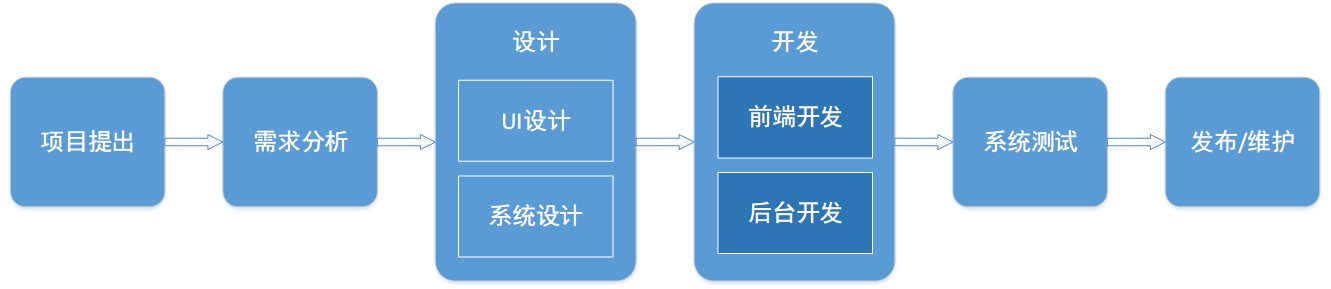 项目提出
需求分析
设计
UI设计
系统设计
开发
前端开发
后台开发
系统测试
发布/维护